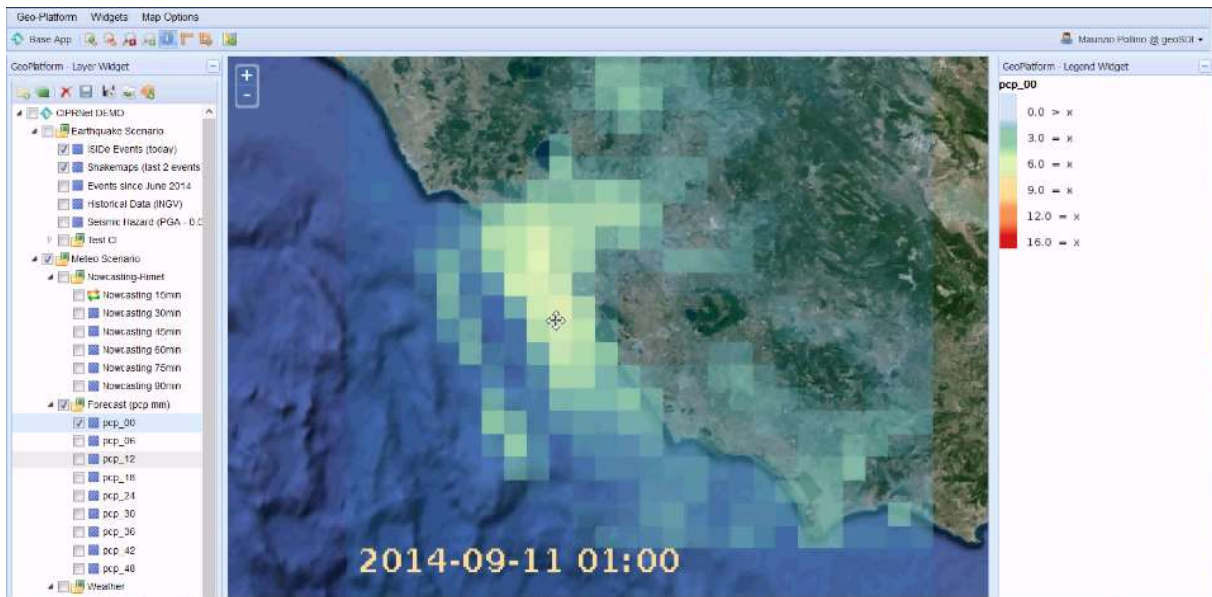 Geo-Platform Widgets Map Options
Base App
Maurizio Pollino @ geoSDI
GeoPlatform - Layer Widget
CIPRNet DEMO
Earthquake Scenario
ISIDe Events (today)
Shakemaps (last 2 events
Events since June 2014
Historical Data (INGV)
Seismic Hazard (PGA - 0.0
Test CI
Meteo Scenario
Nowcasting-Himet
Nowcasting 15min
Nowcasting 30min
Nowcasting 45min
Nowcasting 60min
Nowcasting 75min
Nowcasting 90min
Forecast (pcp mm)
pcp_00
pcp_06
pcp_12
pcp_18
pcp_24
pcp_30
pcp_36
pcp_42
pcp_48
Weather
+
-
2014-09-11 01:00
GeoPlatform - Legend Widget
pcp_00
0.0 > x
3.0 = x
6.0 = x
9.0 = x
12.0 = x
16.0 = x